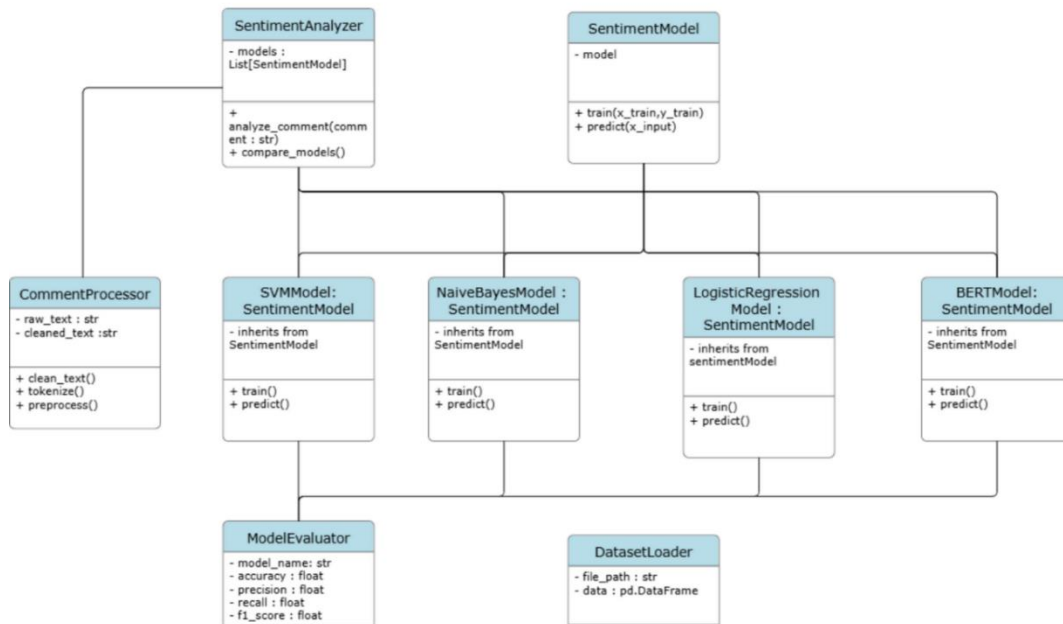 SentimentAnalyzer
- models :
List[SentimentModel]
+
analyze_comment(comm
ent : str)
+ compare_models()
SentimentModel
- model
+ train(x_train,y_train)
+ predict(x_input)
CommentProcessor
- raw_text : str
- cleaned_text :str
+ clean_text()
+ tokenize()
+ preprocess()
SVMModel:
SentimentModel
- inherits from
SentimentModel
+ train()
+ predict()
NaiveBayesModel :
SentimentModel
- inherits from
SentimentModel
+ train()
+ predict()
LogisticRegression
Model :
SentimentModel
- inherits from
sentimentModel
+ train()
+ predict()
BERTModel:
SentimentModel
- inherits from
SentimentModel
+ train()
+ predict()
ModelEvaluator
- model_name: str
- accuracy : float
- precision : float
- recall : float
- f1_score : float
DatasetLoader
- file_path : str
- data : pd.DataFrame